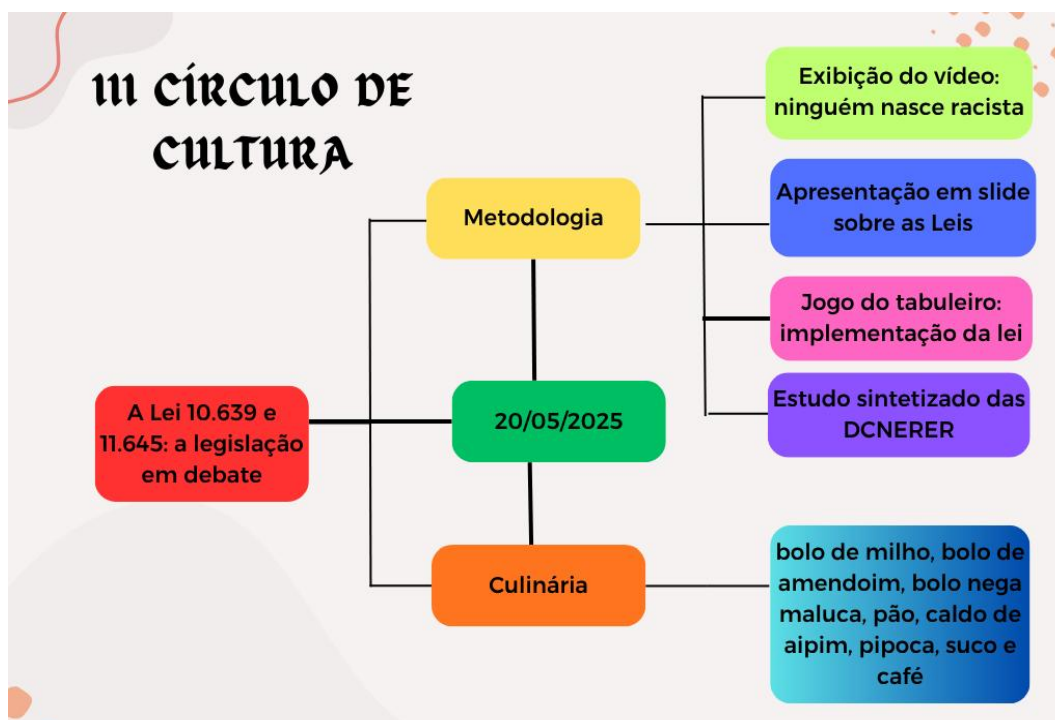 III CÍRCULO DE
CULTURA
A Lei 10.639 e
11.645: a legislação
em debate
Metodologia
20/05/2025
Culinária
Exibição do vídeo:
ninguém nasce racista
Apresentação em slide
sobre as Leis
Jogo do tabuleiro:
implementação da lei
Estudo sintetizado das
DCNERER
bolo de milho, bolo de
amendoim, bolo nega
maluca, pão, caldo de
aipim, pipoca, suco e
café